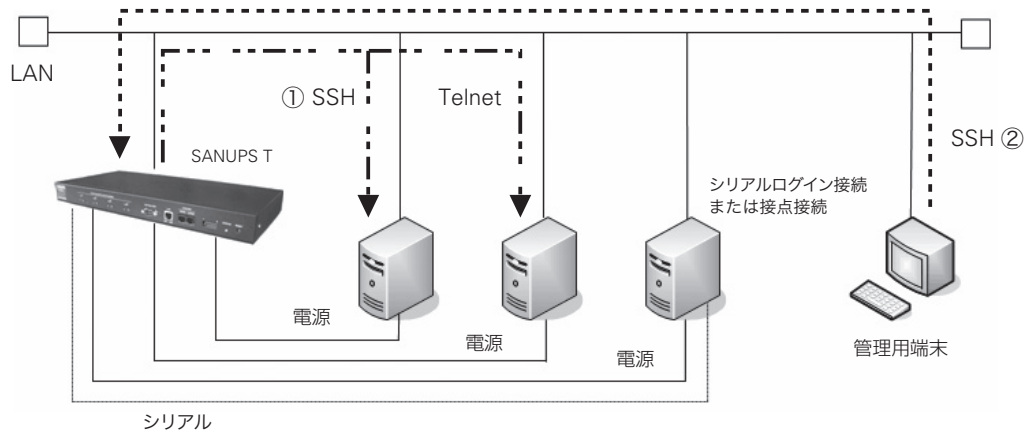 LAN
① SSH
Telnet
SSH ②
SANUPS T
シリアルログイン接続
または接点接続
電源
電源
電源
管理用端末
シリアル